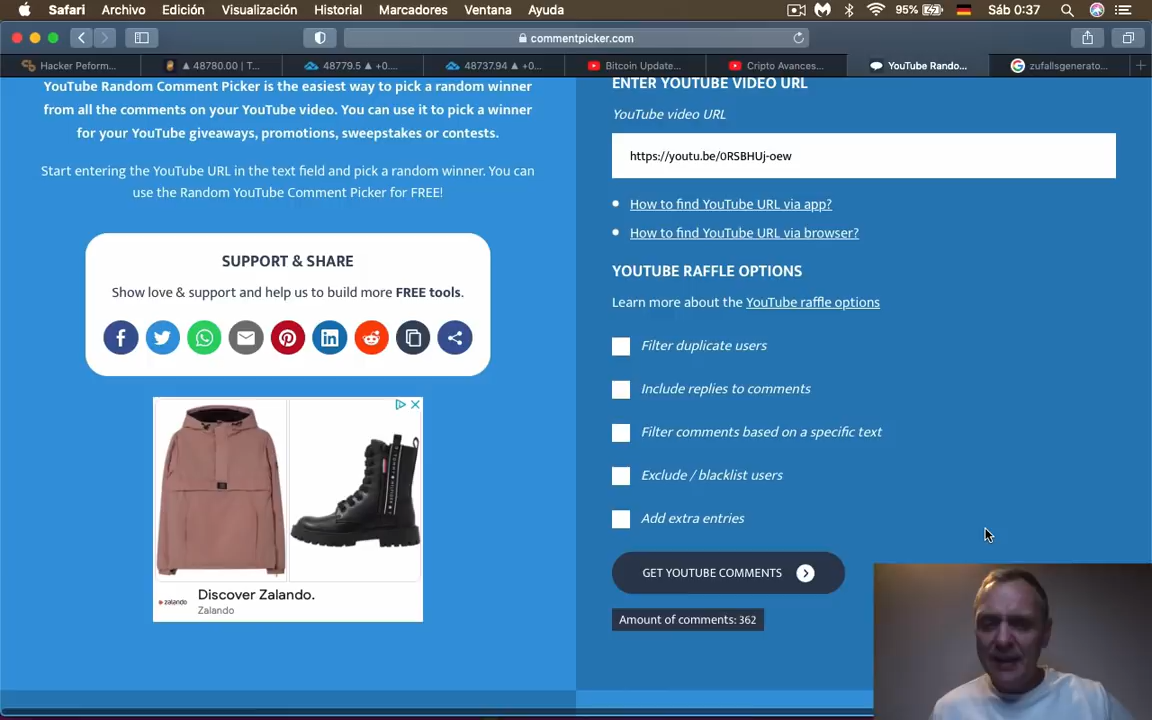 Safari Archivo Edición Visualización Historial Marcadores Ventana Ayuda 95% Sáb 0:37
commentpicker.com
Hacker Peform...
▲ 48780.00 | T...
48779.5 ▲ +0....
48737.94 ▲ +0...
Bitcoin Update...
Cripto Avances...
YouTube Rando...
zufallsgenerato...
YouTube Random Comment Picker is the easiest way to pick a random winner
from all the comments on your YouTube video. You can use it to pick a winner
for your YouTube giveaways, promotions, sweepstakes or contests.
Start entering the YouTube URL in the text field and pick a random winner. You can
use the Random YouTube Comment Picker for FREE!
SUPPORT & SHARE
Show love & support and help us to build more FREE tools.
Discover Zalando.
zalando
Zalando
ENTER YOUTUBE VIDEO URL
YouTube video URL
https://youtu.be/0RSBHUj-oew
How to find YouTube URL via app?
How to find YouTube URL via browser?
YOUTUBE RAFFLE OPTIONS
Learn more about the YouTube raffle options
Filter duplicate users
Include replies to comments
Filter comments based on a specific text
Exclude / blacklist users
Add extra entries
GET YOUTUBE COMMENTS
Amount of comments: 362